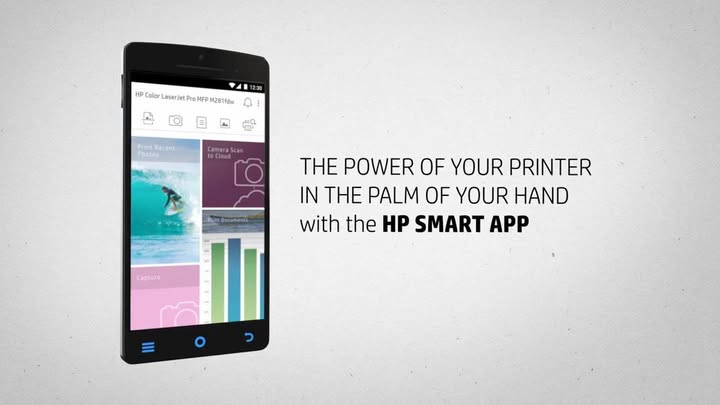 12:30
HP Color LaserJet Pro MFP M281fdw
Print Recent
Photos
Camera Scan
to Cloud
Print Documents
Capture
THE POWER OF YOUR PRINTER
IN THE PALM OF YOUR HAND
with the HP SMART APP